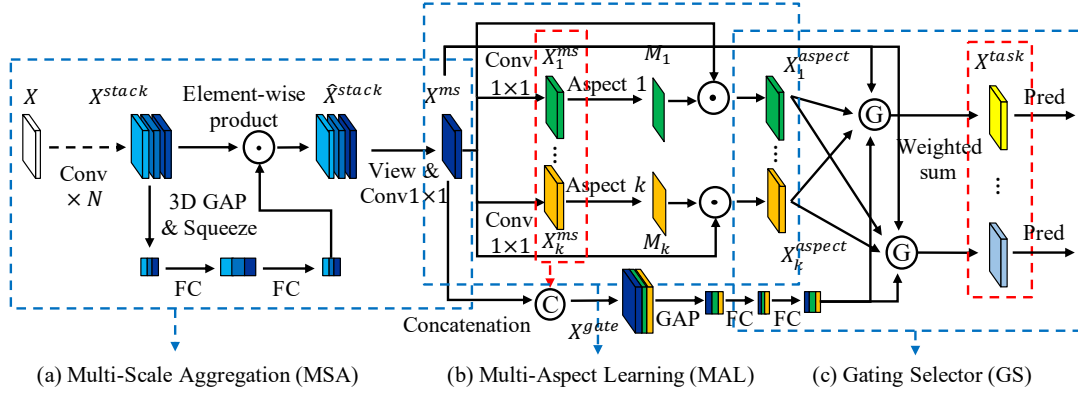 X
X^{stack}
Element-wise
product
X̂^{stack}
X^{ms}
Conv
× N
3D GAP
& Squeeze
View &
Conv1×1
FC
FC
Conv
1×1
X_1^{ms}
Aspect 1
M_1
X_1^{aspect}
...
...
...
Conv
1×1
X_k^{ms}
Aspect k
M_k
X_k^{aspect}
Concatenation
C
X^{gate}
GAP
FC
FC
G
G
Weighted
sum
X^{task}
Pred
...
Pred
(a) Multi-Scale Aggregation (MSA)
(b) Multi-Aspect Learning (MAL)
(c) Gating Selector (GS)